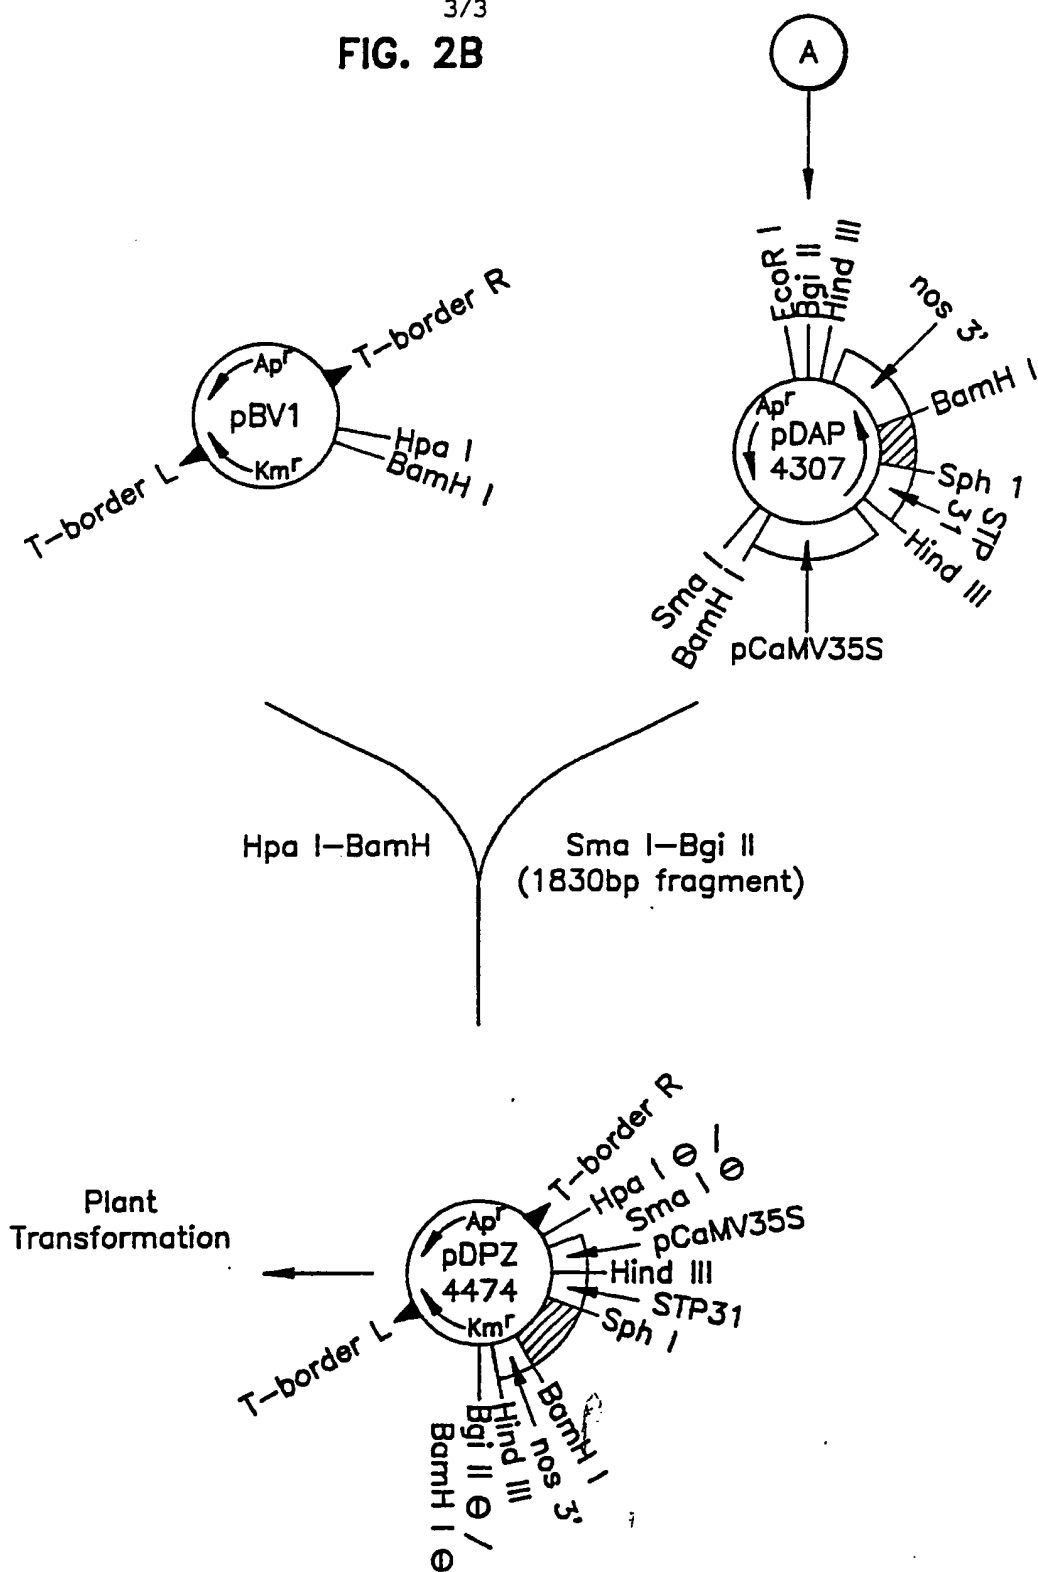 3/3
FIG. 2B
A
EcoR I
Bgi II
Hind III
nos 3'
BamH I
Sph 1
STP
31
Hind III
Apr
pDAP
4307
Sma I
BamH I
pCaMV35S
T-border R
Apr
pBV1
Kmr
Hpa I
BamH I
T-border L
Hpa I-BamH
Sma I-Bgi II
(1830bp fragment)
Plant
Transformation
T-border R
Hpa I ⊖ /
Sma I ⊖
pCaMV35S
Hind III
STP31
Sph I
Apr
pDPZ
4474
Kmr
T-border L
BamH I
nos 3'
Hind III
Bgi II ⊖ /
BamH I ⊖